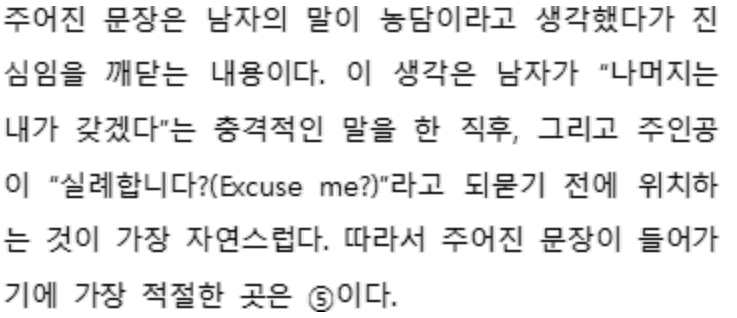 주어진 문장은 남자의 말이 농담이라고 생각했다가 진
심임을 깨닫는 내용이다. 이 생각은 남자가 “나머지는
내가 갖겠다”는 충격적인 말을 한 직후, 그리고 주인공
이 “실례합니다?(Excuse me?)”라고 되묻기 전에 위치하
는 것이 가장 자연스럽다. 따라서 주어진 문장이 들어가
기에 가장 적절한 곳은 ⑤이다.